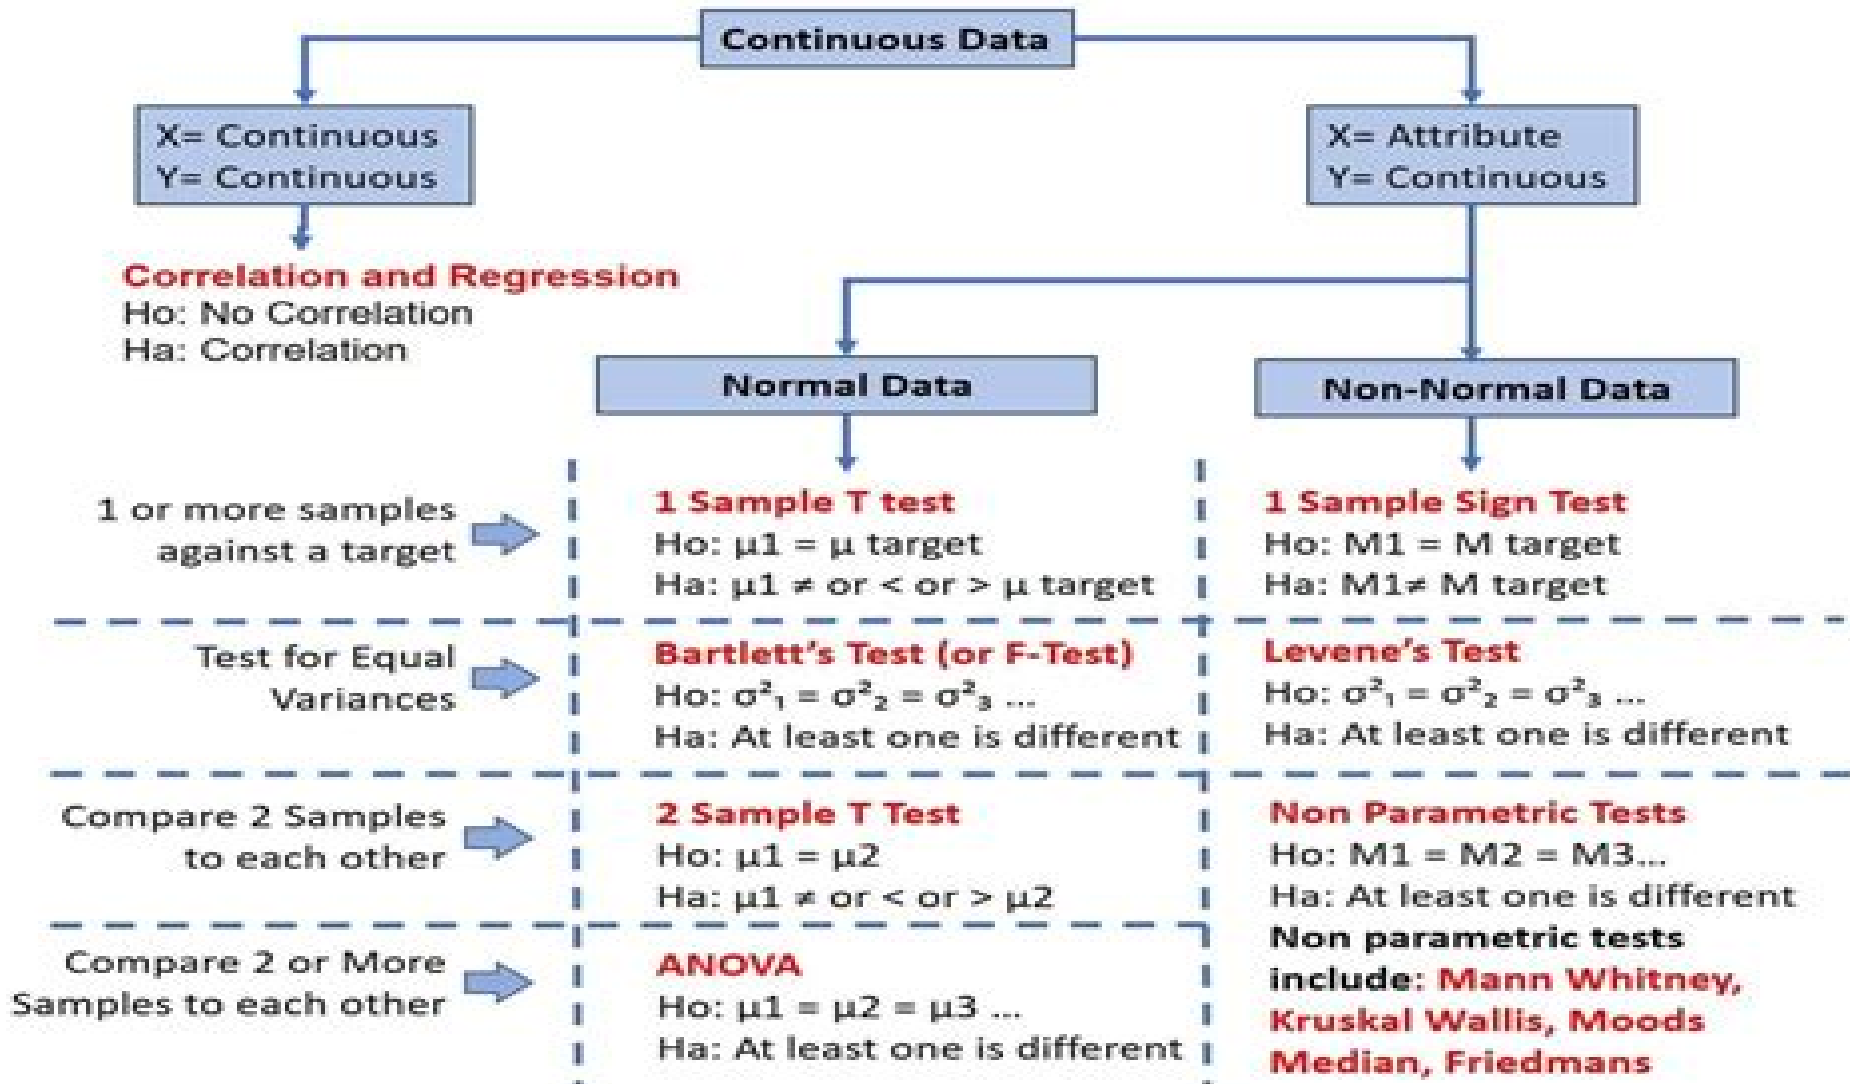 Continuous Data
X= Continuous
Y= Continuous
X= Attribute
Y= Continuous
Correlation and Regression
Ho: No Correlation
Ha: Correlation
Normal Data
Non-Normal Data
1 or more samples
against a target
1 Sample T test
Ho: μ1 = μ target
Ha: μ1 ≠ or < or > μ target
1 Sample Sign Test
Ho: M1 = M target
Ha: M1≠ M target
Test for Equal
Variances
Bartlett's Test (or F-Test)
Ho: σ²₁ = σ²₂ = σ²₃ ...
Ha: At least one is different
Levene's Test
Ho: σ²₁ = σ²₂ = σ²₃ ...
Ha: At least one is different
Compare 2 Samples
to each other
2 Sample T Test
Ho: μ1 = μ2
Ha: μ1 ≠ or < or > μ2
Non Parametric Tests
Ho: M1 = M2 = M3...
Ha: At least one is different
Non parametric tests
include: Mann Whitney,
Kruskal Wallis, Moods
Median, Friedmans
Compare 2 or More
Samples to each other
ANOVA
Ho: μ1 = μ2 = μ3 ...
Ha: At least one is different